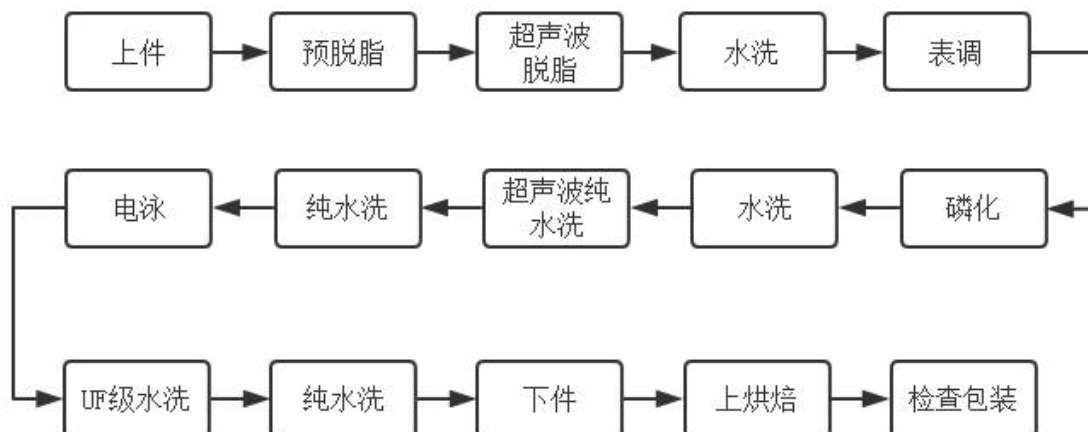 上件
预脱脂
超声波
脱脂
水洗
表调
磷化
水洗
超声波纯
水洗
纯水洗
电泳
UF级水洗
纯水洗
下件
上烘焙
检查包装